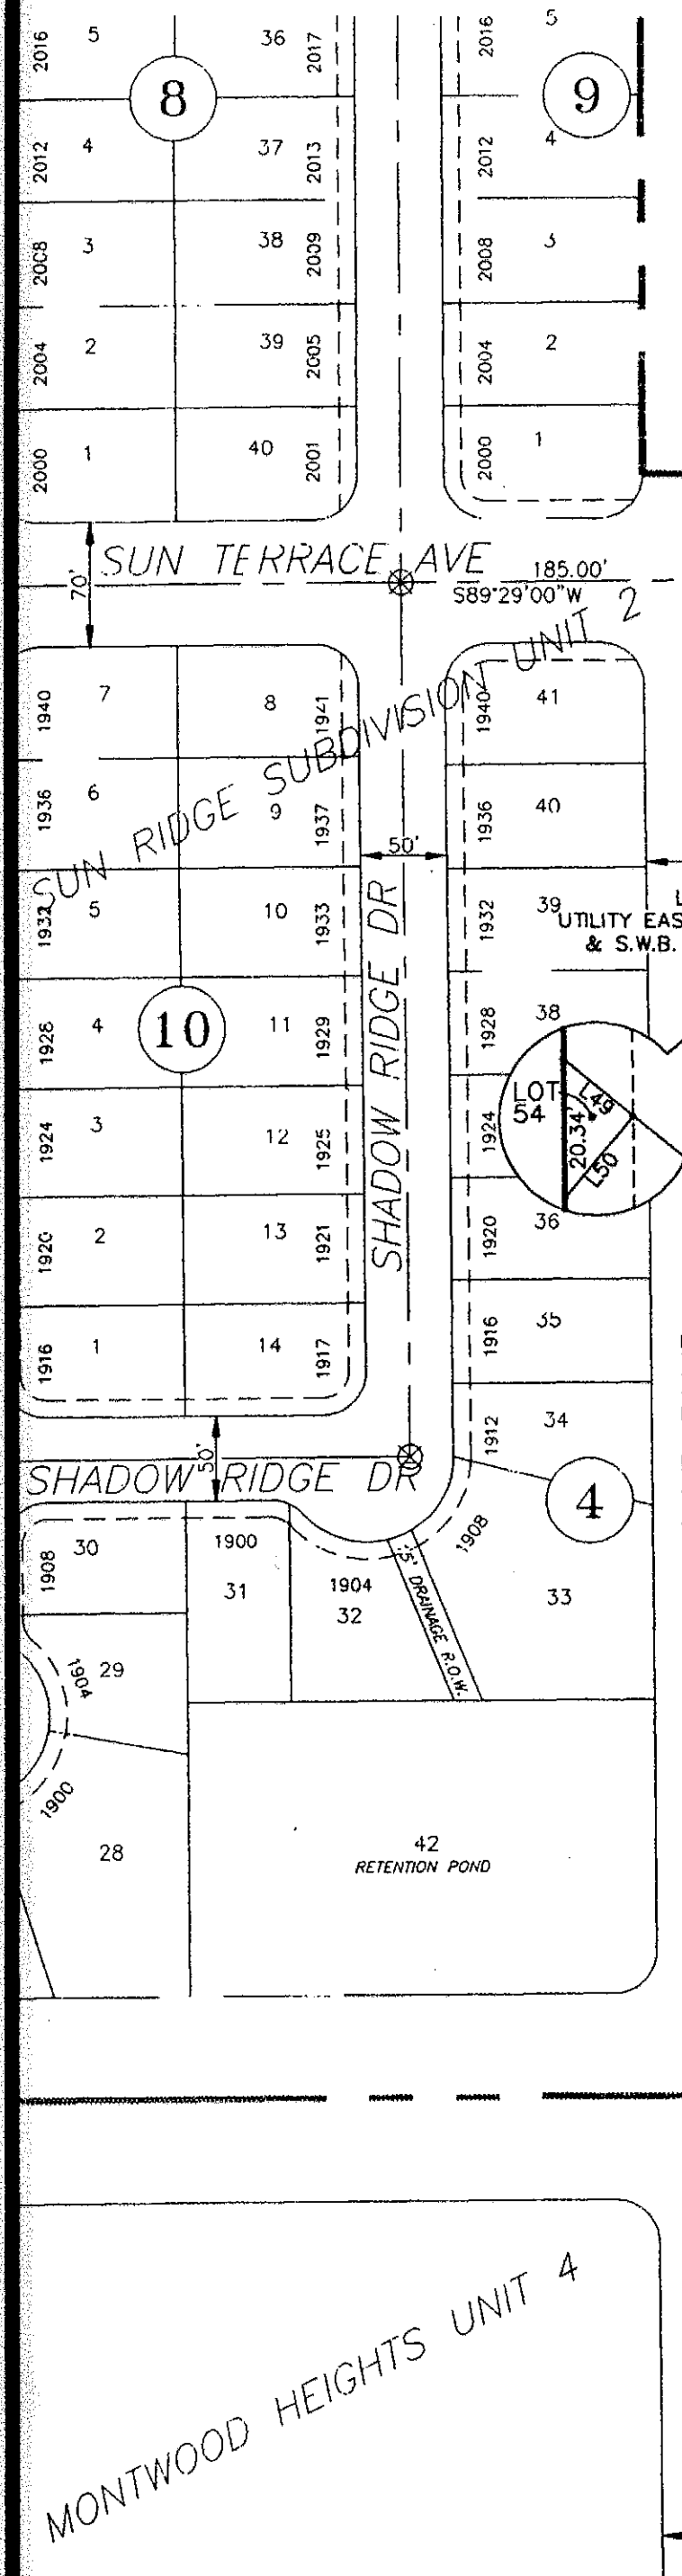 2016 5 36 2017 2016 5
8 9
2012 4 37 2013 2012 4
2008 3 38 2009 2008 3
2004 2 39 2005 2004 2
2000 1 40 2001 2000 1
SUN TERRACE AVE
70'
185.00'
S89°29'00"W
SUN RIDGE SUBDIVISION UNIT 2
1940 7 8 1941 1940 41
1936 6 9 1937 1936 40
50'
1932 5 10 1933 1932 39
UTILITY EAS
& S.W.B.
1928 4 10 11 1929 1928 38
LOT
54
L49
20.34'
L50
1924 3 12 1925 1924
SHADOW RIDGE DR
1920 2 13 1921 1920 36
1916 1 14 1917 1916 35
1912 34
50'
SHADOW RIDGE DR
4
1908 30 1900 1908
31 1904 33
32
15' DRAINAGE R.O.W.
1904 29
1900
28
42
RETENTION POND
MONTWOOD HEIGHTS UNIT 4